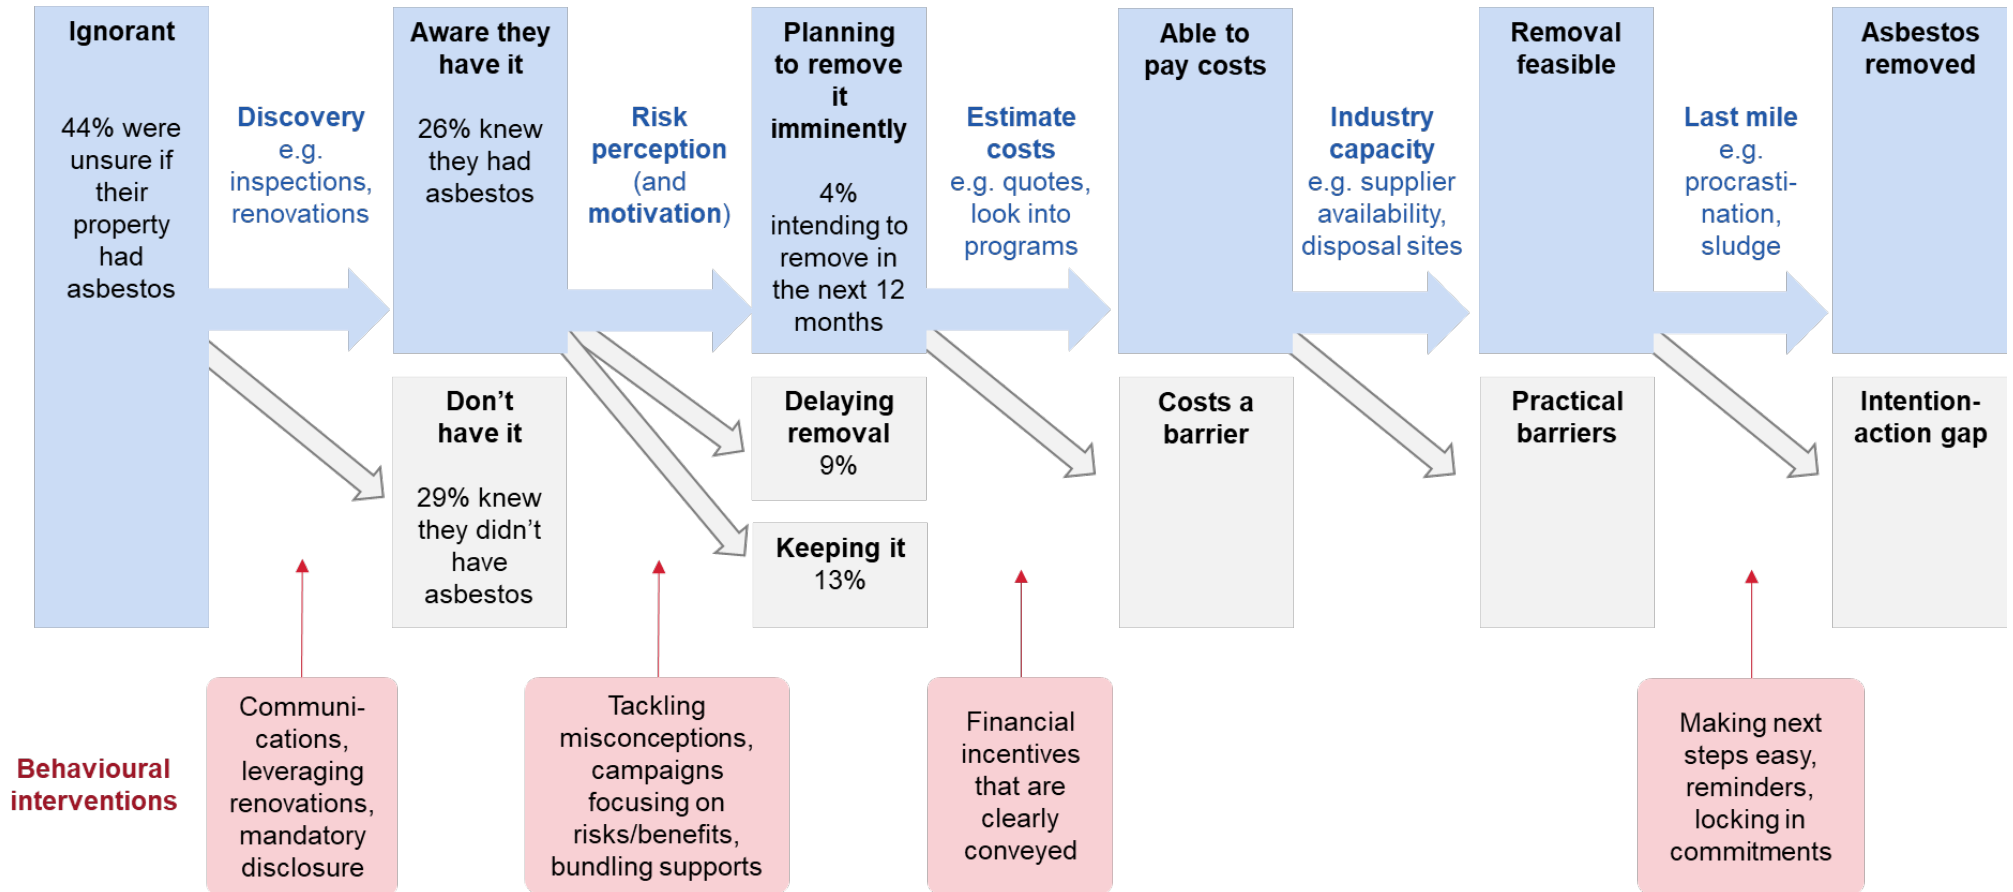 Ignorant
44% were
unsure if
their
property
had
asbestos
Discovery
e.g.
inspections,
renovations
Aware they
have it
26% knew
they had
asbestos
Don't
have it
29% knew
they didn't
have
asbestos
Risk
perception
(and
motivation)
Planning
to remove
it
imminently
4%
intending to
remove in
the next 12
months
Delaying
removal
9%
Keeping it
13%
Estimate
costs
e.g. quotes,
look into
programs
Able to
pay costs
Costs a
barrier
Industry
capacity
e.g. supplier
availability,
disposal sites
Removal
feasible
Practical
barriers
Last mile
e.g.
procrasti-
nation,
sludge
Asbestos
removed
Intention-
action gap
Behavioural
interventions
Communi-
cations,
leveraging
renovations,
mandatory
disclosure
Tackling
misconceptions,
campaigns
focusing on
risks/benefits,
bundling supports
Financial
incentives
that are
clearly
conveyed
Making next
steps easy,
reminders,
locking in
commitments